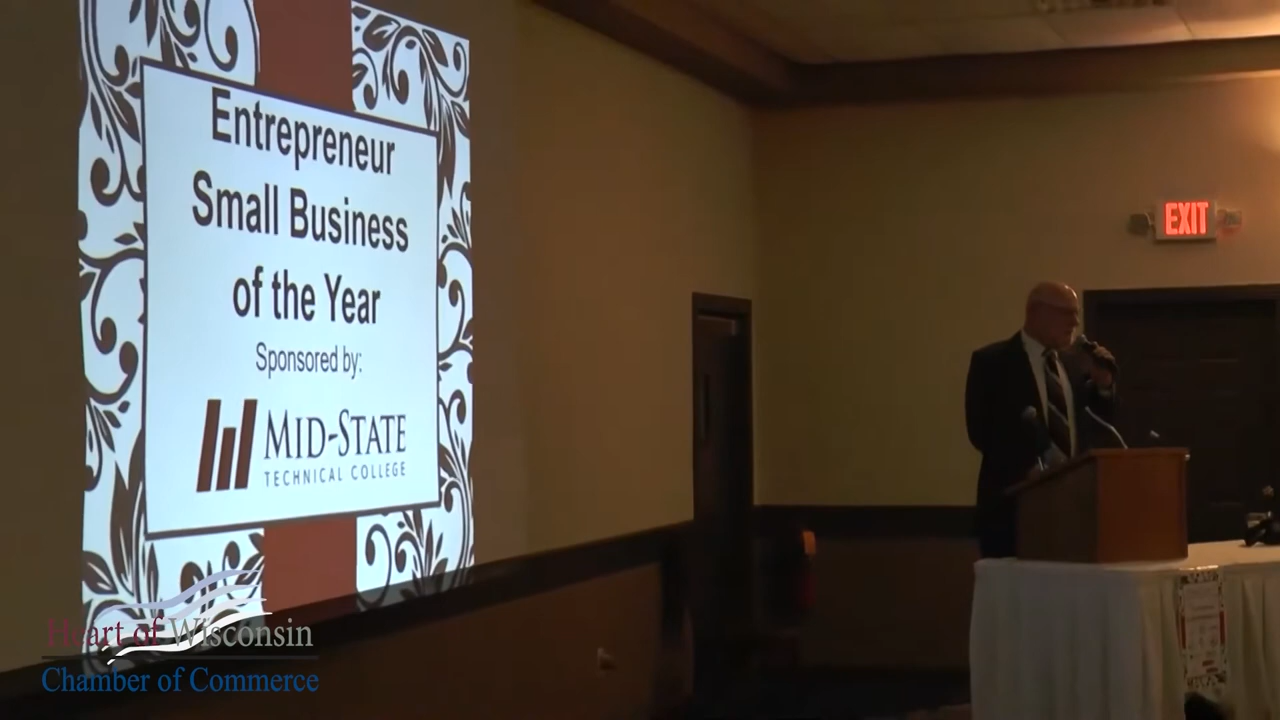 Entrepreneur
Small Business
of the Year
Sponsored by:
MID-STATE
TECHNICAL COLLEGE
EXIT
Heart of Wisconsin
Chamber of Commerce